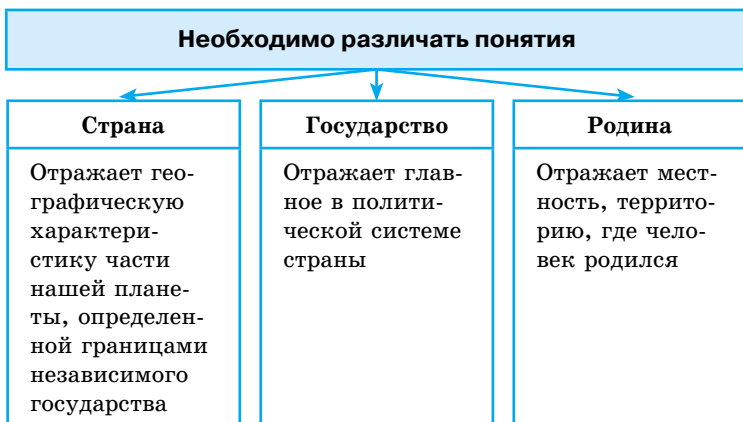 Необходимо различать понятия
Страна
Отражает гео-
графическую
характери-
стику части
нашей плане-
ты, определен-
ной границами
независимого
государства
Государство
Отражает глав-
ное в полити-
ческой системе
страны
Родина
Отражает мест-
ность, террито-
рию, где чело-
век родился